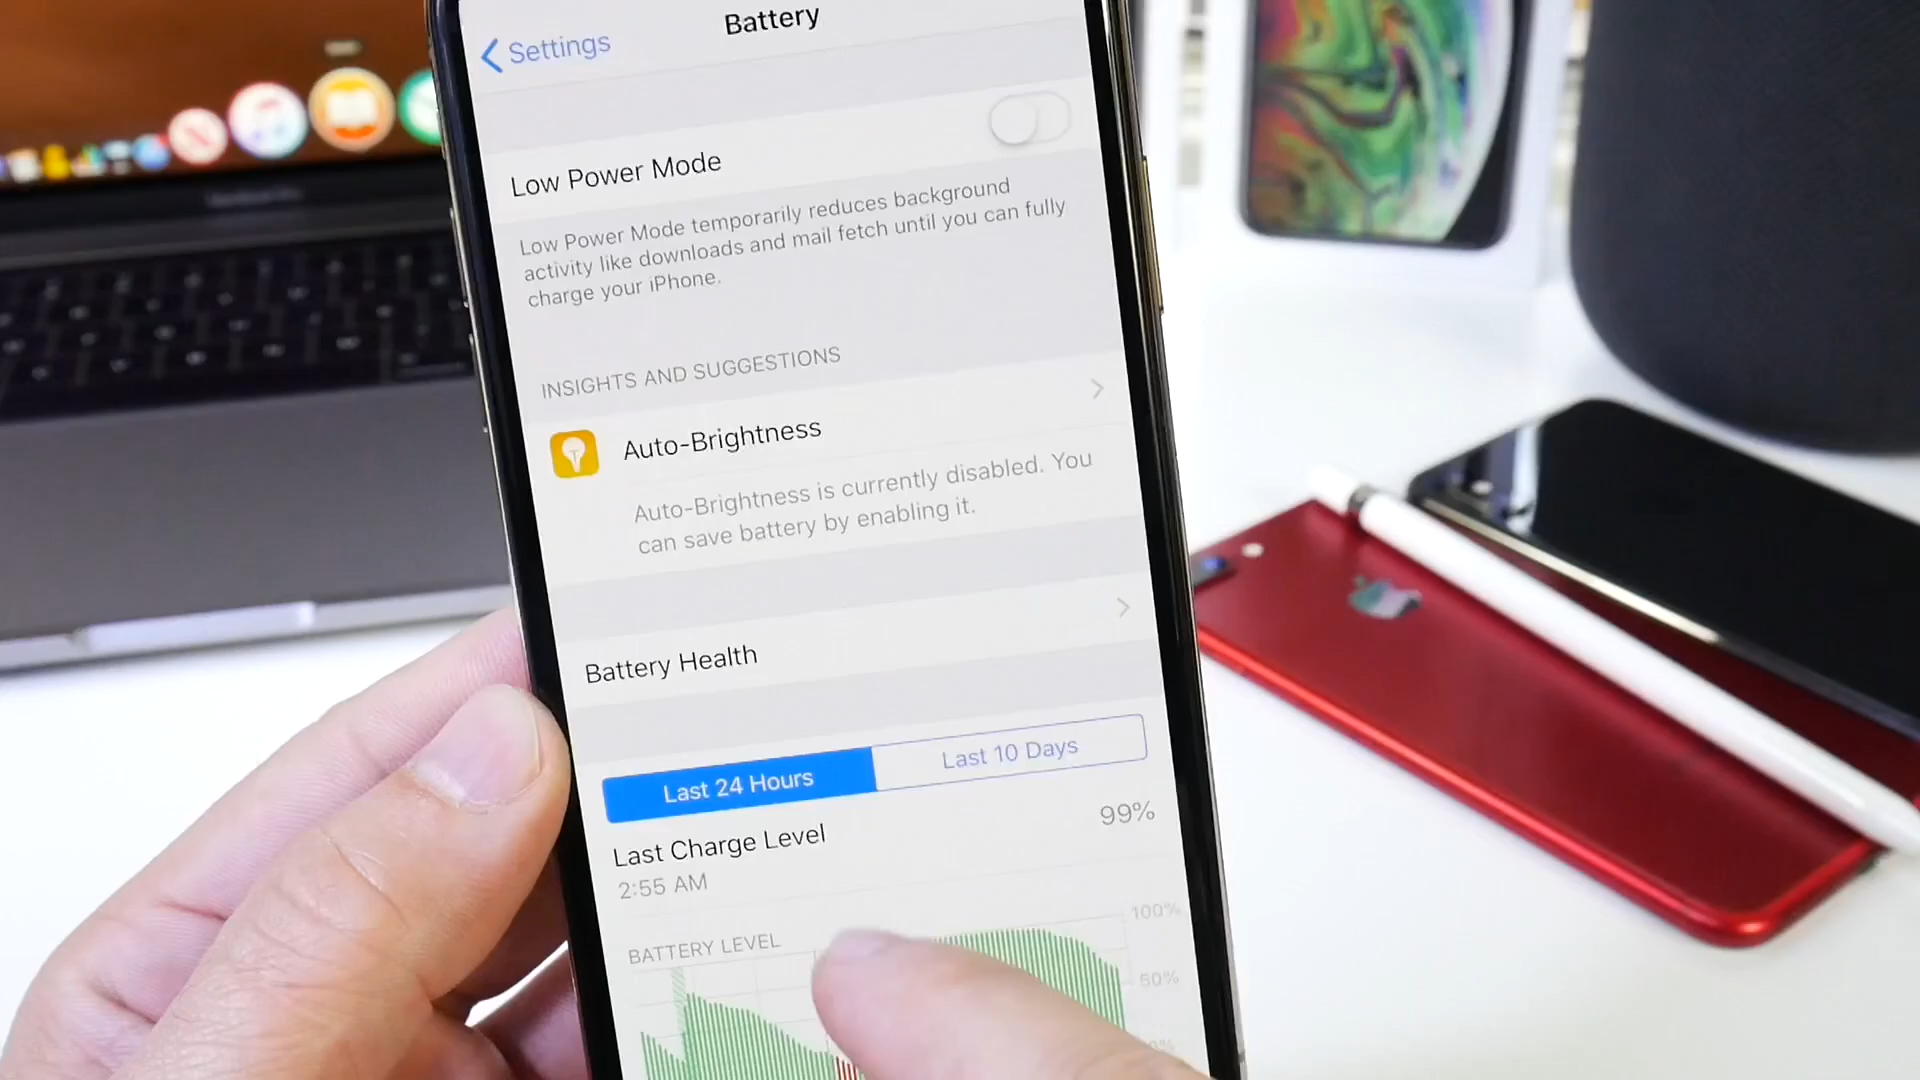 Battery
Settings
Low Power Mode
Low Power Mode temporarily reduces background
activity like downloads and mail fetch until you can fully
charge your iPhone.
INSIGHTS AND SUGGESTIONS
Auto-Brightness
Auto-Brightness is currently disabled. You
can save battery by enabling it.
Battery Health
Last 24 Hours
Last 10 Days
Last Charge Level
99%
2:55 AM
BATTERY LEVEL
100%
50%